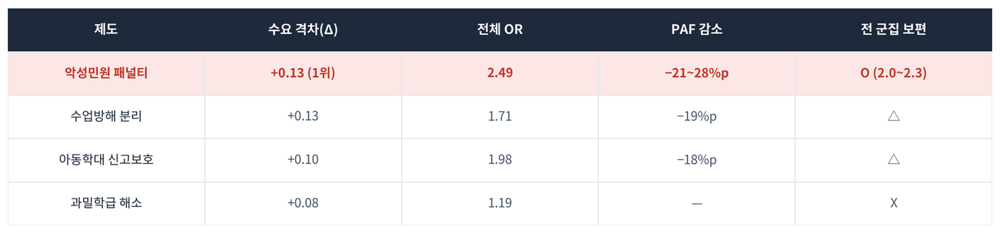 제도 수요 격차(Δ) 전체 OR PAF 감소 전 군집 보편
악성민원 패널티 +0.13 (1위) 2.49 −21~28%p O (2.0~2.3)
수업방해 분리 +0.13 1.71 −19%p △
아동학대 신고보호 +0.10 1.98 −18%p △
과밀학급 해소 +0.08 1.19 — X